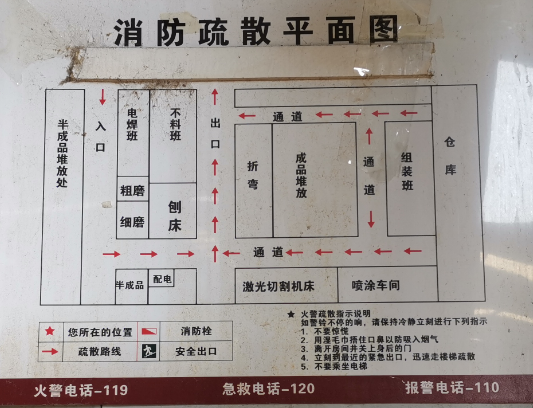 消防疏散平面图
半成品堆放处
入口
电焊班
不料班
出口
通道
折弯
成品堆放
通道
组装班
仓库
粗磨
细磨
刨床
通道
半成品
配电
激光切割机床
喷涂车间
★ 您所在的位置 消防栓
疏散路线 安全出口
★ 火警疏散指示说明
如警铃不停的响，请保持冷静立刻进行下列指示
1. 不要惊慌
2. 用湿毛巾捂住口鼻以防吸入烟气
3. 离开房间并关上身后的门
4. 立刻到最近的紧急出口，迅速走楼梯疏散
5. 不要乘坐电梯
火警电话-119 急救电话-120 报警电话-110